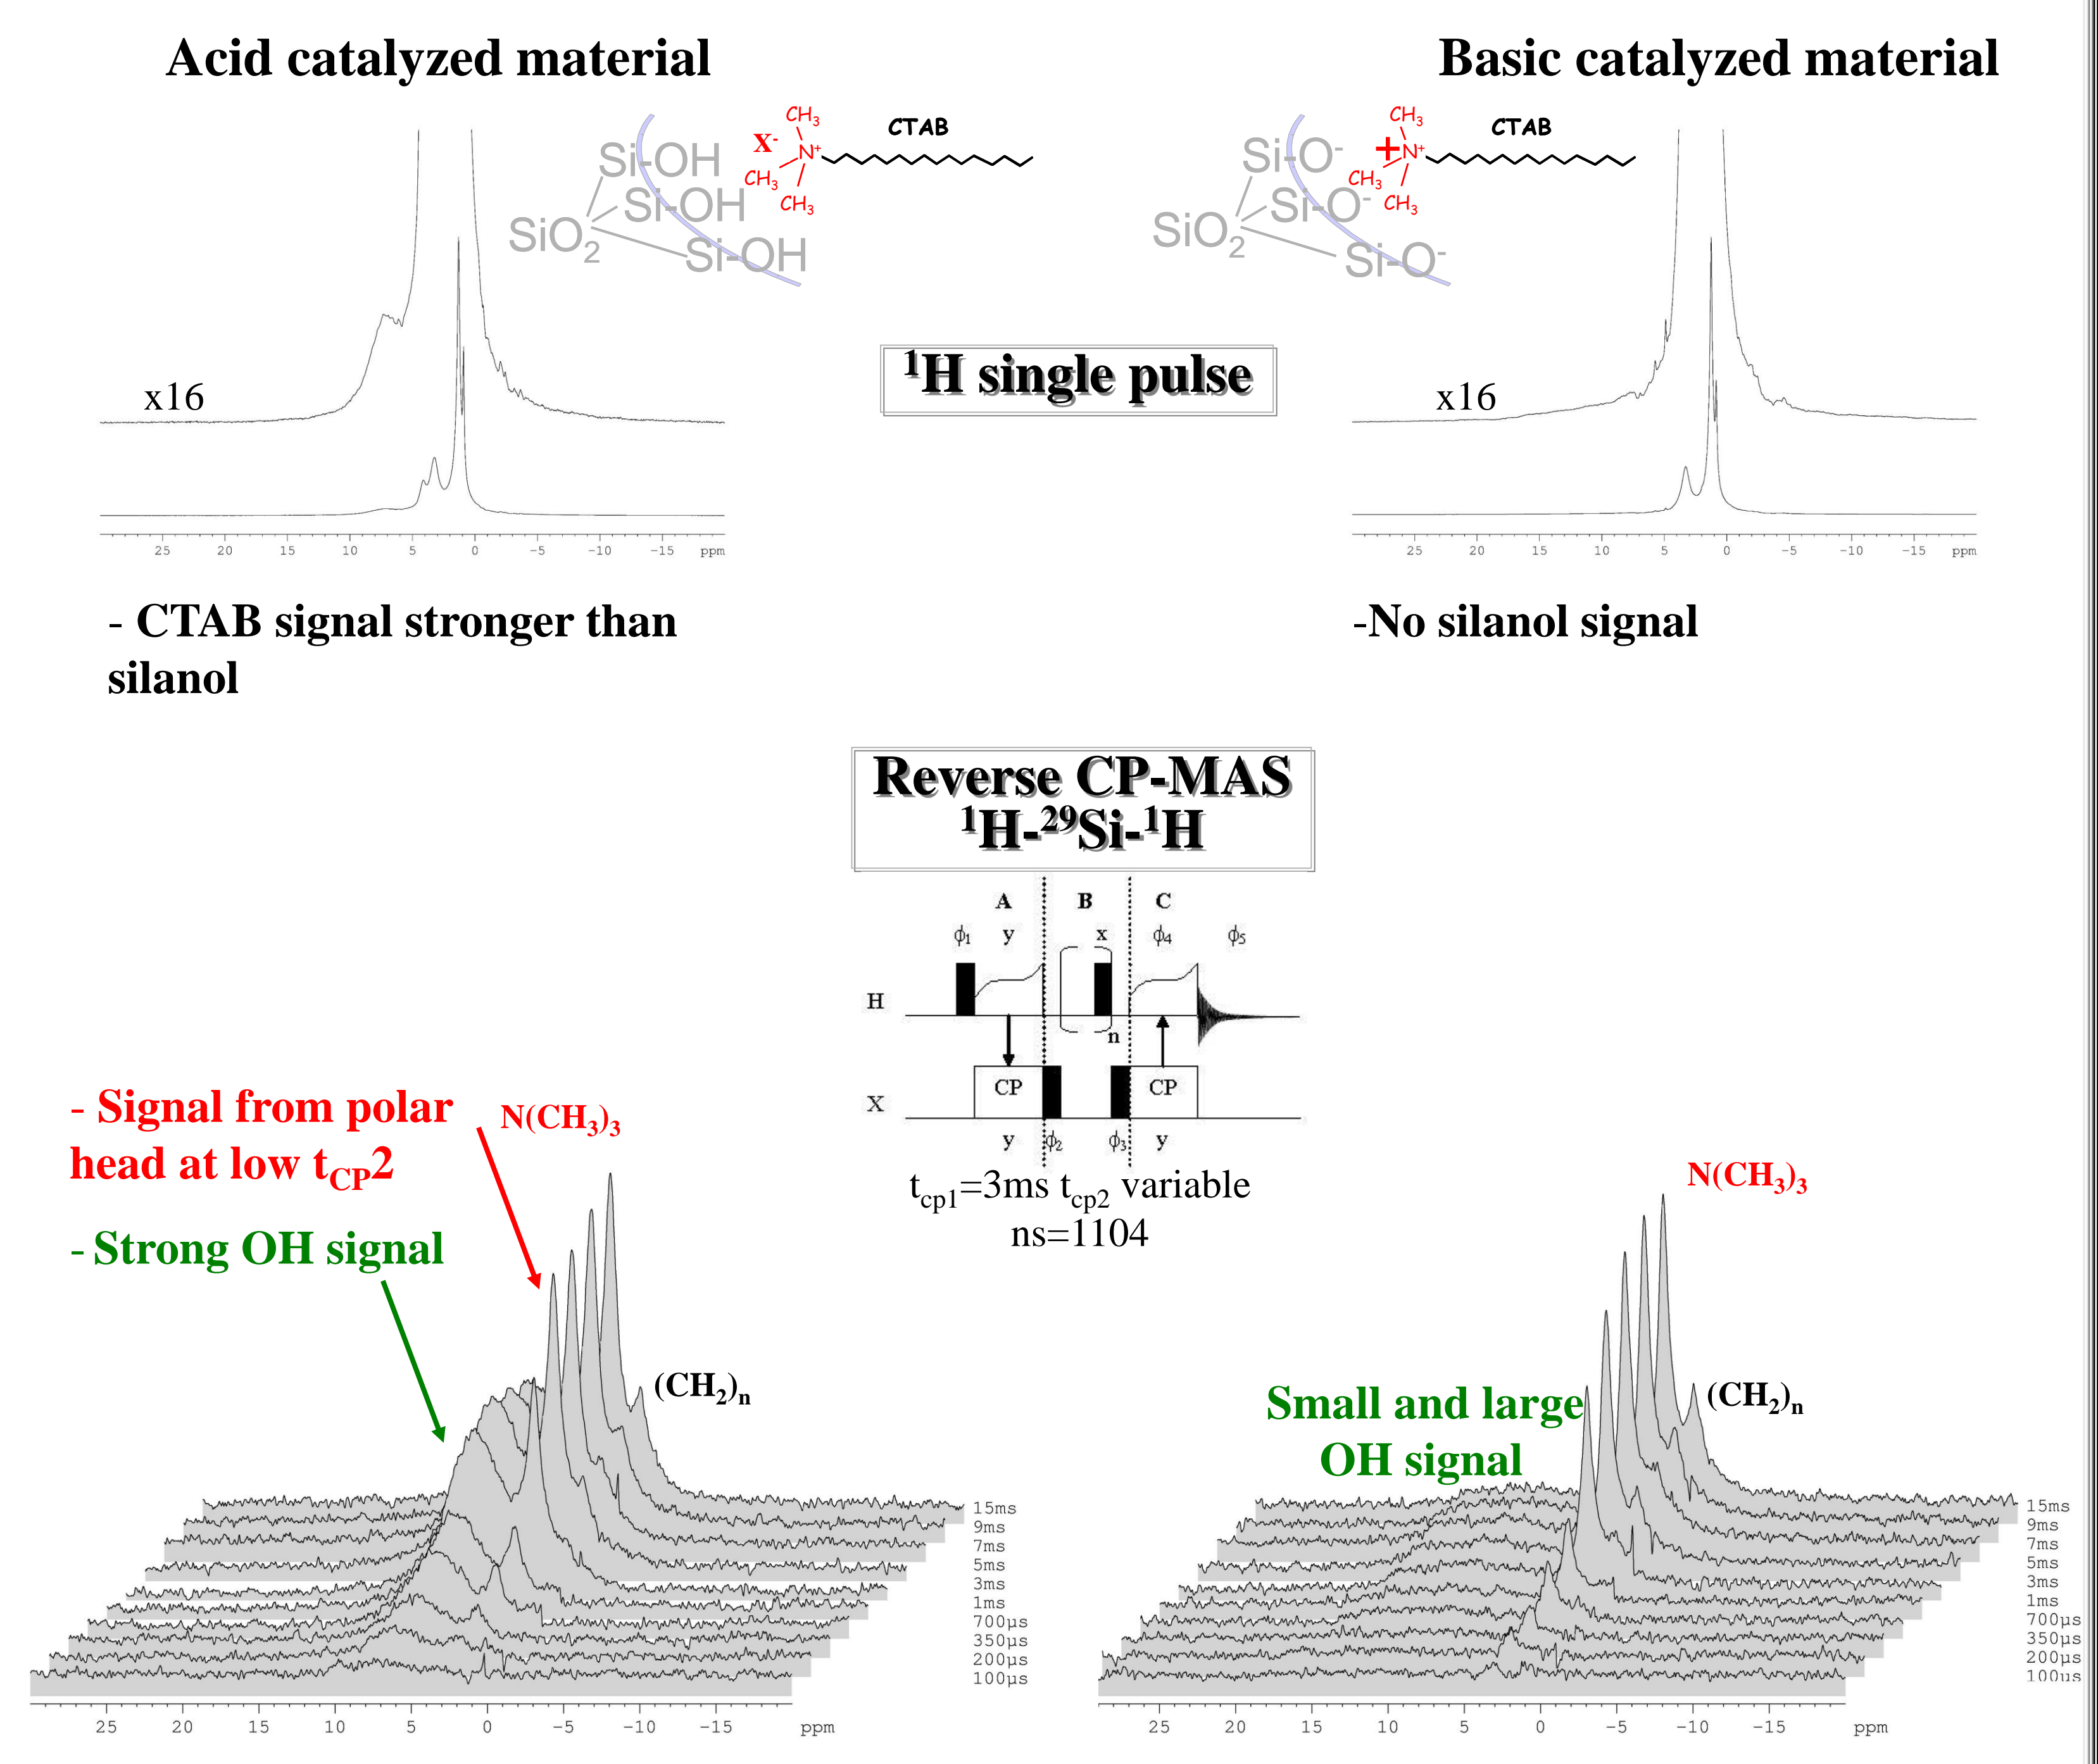 Acid catalyzed material
Basic catalyzed material
CH3
X-
N+
CTAB
CH3
CH3
Si-OH
Si-OH
SiO2
Si-OH
CH3
+N+
CTAB
CH3
CH3
Si-O-
Si-O-
SiO2
Si-O-
1H single pulse
x16
x16
25 20 15 10 5 0 -5 -10 -15 ppm
25 20 15 10 5 0 -5 -10 -15 ppm
- CTAB signal stronger than
silanol
-No silanol signal
Reverse CP-MAS
1H-29Si-1H
A B C
ϕ1 y x ϕ4 ϕ5
H
n
CP CP
X
y ϕ2 ϕ3 y
tcp1=3ms tcp2 variable
ns=1104
- Signal from polar
head at low tCP2
N(CH3)3
- Strong OH signal
(CH2)n
15ms
9ms
7ms
5ms
3ms
1ms
700µs
350µs
200µs
100µs
25 20 15 10 5 0 -5 -10 -15 ppm
N(CH3)3
Small and large
OH signal
(CH2)n
15ms
9ms
7ms
5ms
3ms
1ms
700µs
350µs
200µs
100µs
25 20 15 10 5 0 -5 -10 -15 ppm